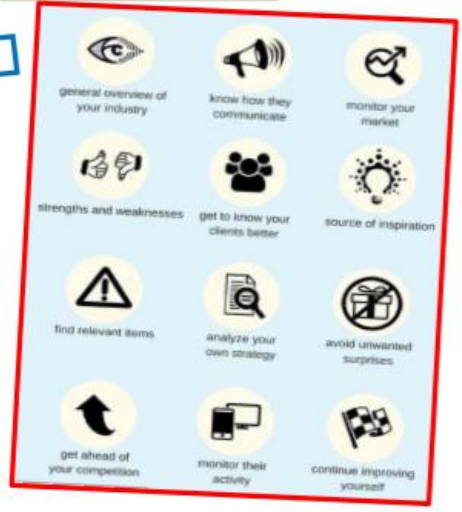 general overview of
your industry
know how they
communicate
monitor your
market
strengths and weaknesses
get to know your
clients better
source of inspiration
find relevant items
analyze your
own strategy
avoid unwanted
surprises
get ahead of
your competition
monitor their
activity
continue improving
yourself